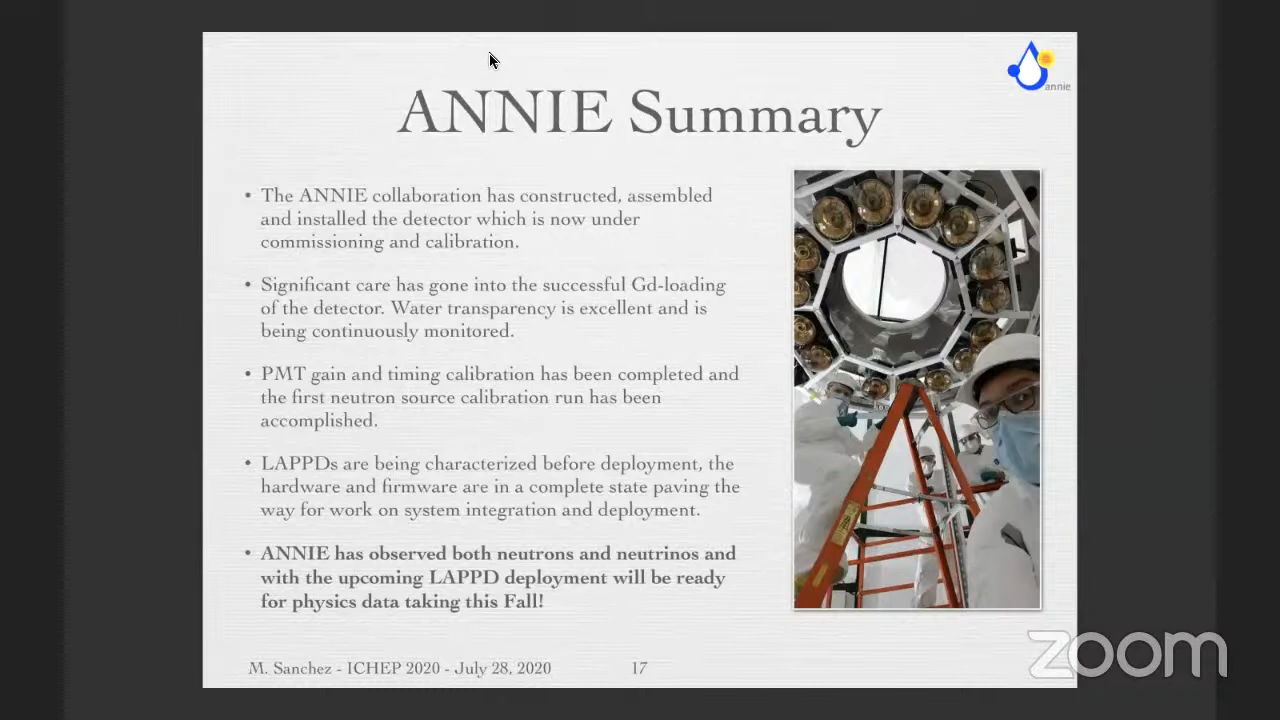 annie
ANNIE Summary
• The ANNIE collaboration has constructed, assembled
and installed the detector which is now under
commissioning and calibration.
• Significant care has gone into the successful Gd-loading
of the detector. Water transparency is excellent and is
being continuously monitored.
• PMT gain and timing calibration has been completed and
the first neutron source calibration run has been
accomplished.
• LAPPDs are being characterized before deployment, the
hardware and firmware are in a complete state paving the
way for work on system integration and deployment.
• ANNIE has observed both neutrons and neutrinos and
with the upcoming LAPPD deployment will be ready
for physics data taking this Fall!
M. Sanchez - ICHEP 2020 - July 28, 2020
17
zoom